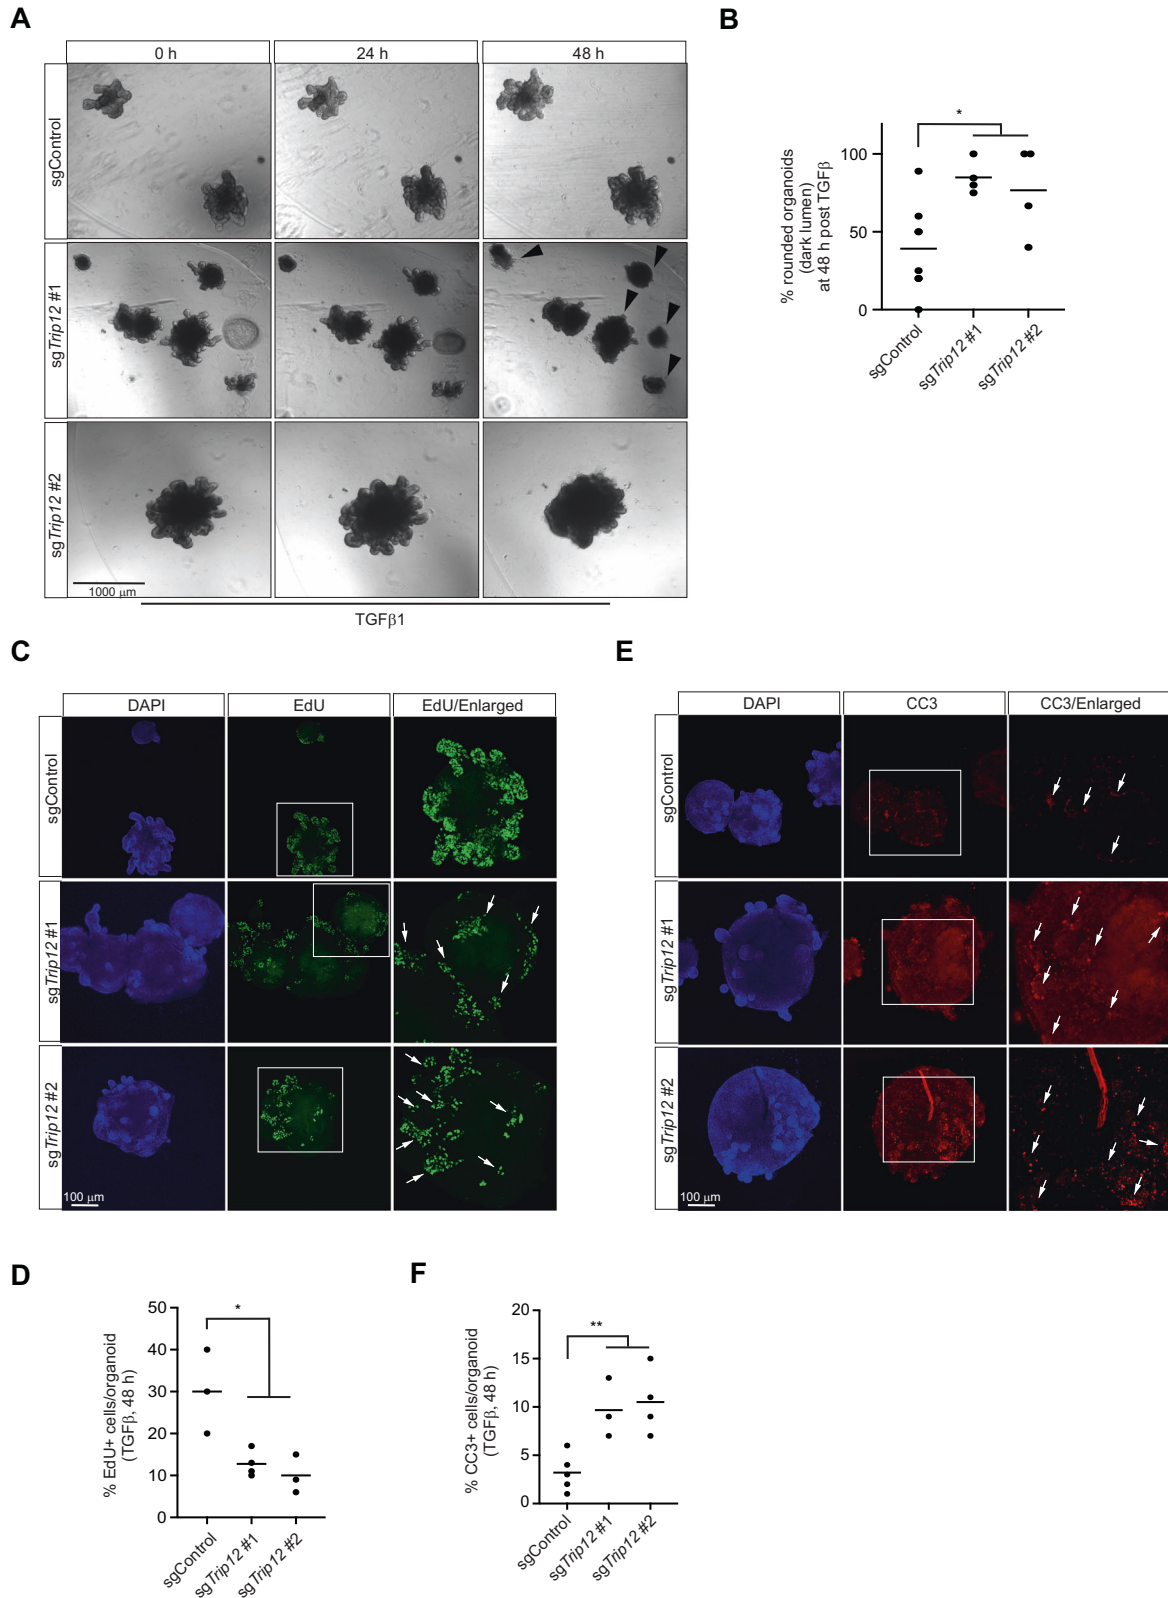 A
0 h
24 h
48 h
sgControl
sgTrip12 #1
sgTrip12 #2
1000 μm
TGFβ1
B
% rounded organoids
(dark lumen)
at 48 h post TGFβ
100
50
0
*
sgControl
sgTrip12 #1
sgTrip12 #2
C
DAPI
EdU
EdU/Enlarged
sgControl
sgTrip12 #1
sgTrip12 #2
100 μm
E
DAPI
CC3
CC3/Enlarged
sgControl
sgTrip12 #1
sgTrip12 #2
100 μm
D
% EdU+ cells/organoid
(TGFβ, 48 h)
50
40
30
20
10
0
*
sgControl
sgTrip12 #1
sgTrip12 #2
F
% CC3+ cells/organoid
(TGFβ, 48 h)
20
15
10
5
0
**
sgControl
sgTrip12 #1
sgTrip12 #2